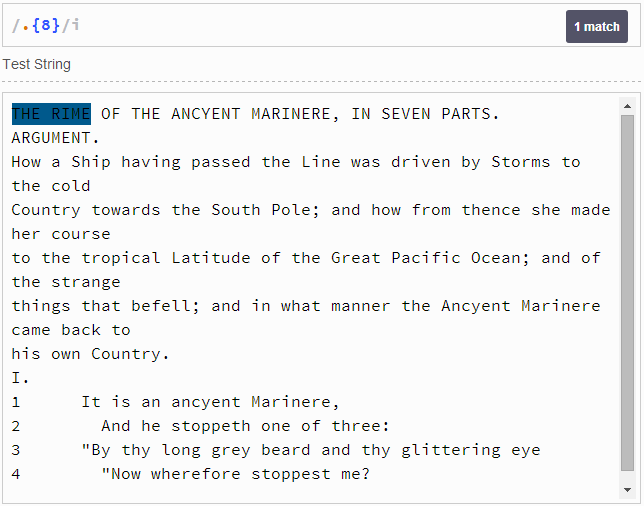 /.{8}/i
1 match
Test String
THE RIME OF THE ANCYENT MARINERE, IN SEVEN PARTS.
ARGUMENT.
How a Ship having passed the Line was driven by Storms to
the cold
Country towards the South Pole; and how from thence she made
her course
to the tropical Latitude of the Great Pacific Ocean; and of
the strange
things that befell; and in what manner the Ancyent Marinere
came back to
his own Country.
I.
1      It is an ancyent Marinere,
2        And he stoppeth one of three:
3      "By thy long grey beard and thy glittering eye
4        "Now wherefore stoppest me?